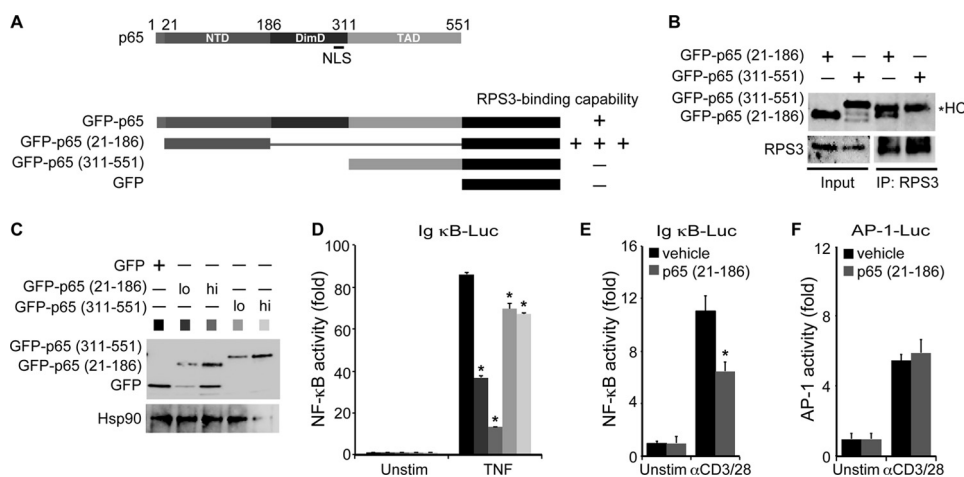 A
1 21 186 311 551
p65 NTD DimD TAD
NLS
RPS3-binding capability
GFP-p65 +
GFP-p65 (21-186) + + +
GFP-p65 (311-551) —
GFP —
B
GFP-p65 (21-186) + — + —
GFP-p65 (311-551) — + — +
GFP-p65 (311-551)
GFP-p65 (21-186)
*HC
RPS3
Input IP: RPS3
C
GFP + — — — —
GFP-p65 (21-186) — lo hi — —
GFP-p65 (311-551) — — — lo hi
GFP-p65 (311-551)
GFP-p65 (21-186)
GFP
Hsp90
D
Ig κB-Luc
NF-κB activity (fold)
100
80
60
40
20
0
* * * *
Unstim TNF
E
Ig κB-Luc
vehicle
p65 (21-186)
NF-κB activity (fold)
16
12
8
4
0
*
Unstim αCD3/28
F
AP-1-Luc
vehicle
p65 (21-186)
AP-1 activity (fold)
12
8
4
0
Unstim αCD3/28